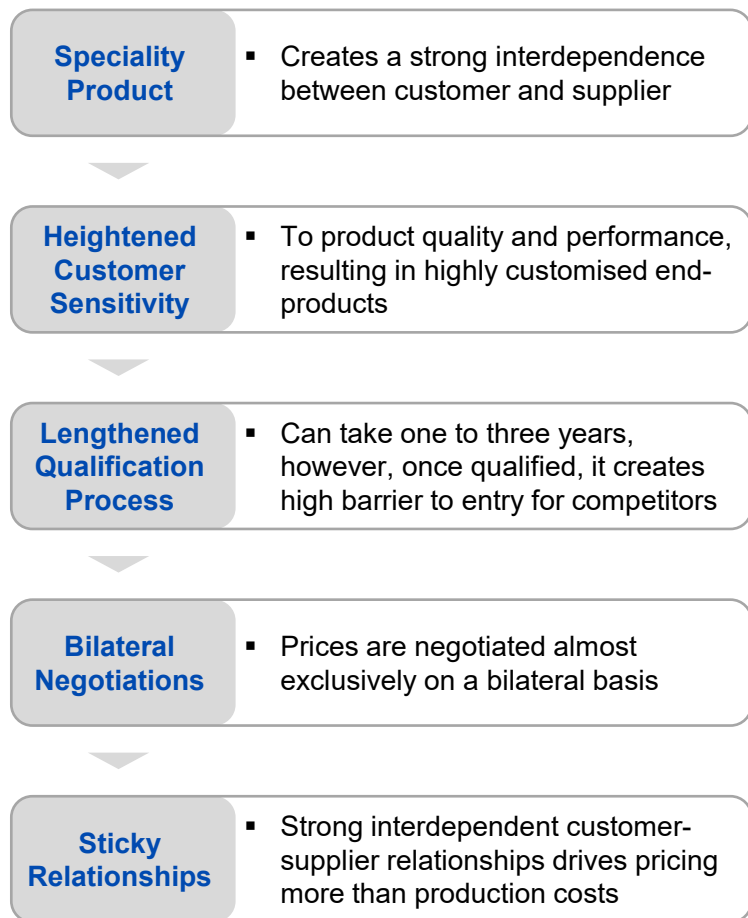 Speciality
Product
▪ Creates a strong interdependence
between customer and supplier
Heightened
Customer
Sensitivity
▪ To product quality and performance,
resulting in highly customised end-
products
Lengthened
Qualification
Process
▪ Can take one to three years,
however, once qualified, it creates
high barrier to entry for competitors
Bilateral
Negotiations
▪ Prices are negotiated almost
exclusively on a bilateral basis
Sticky
Relationships
▪ Strong interdependent customer-
supplier relationships drives pricing
more than production costs